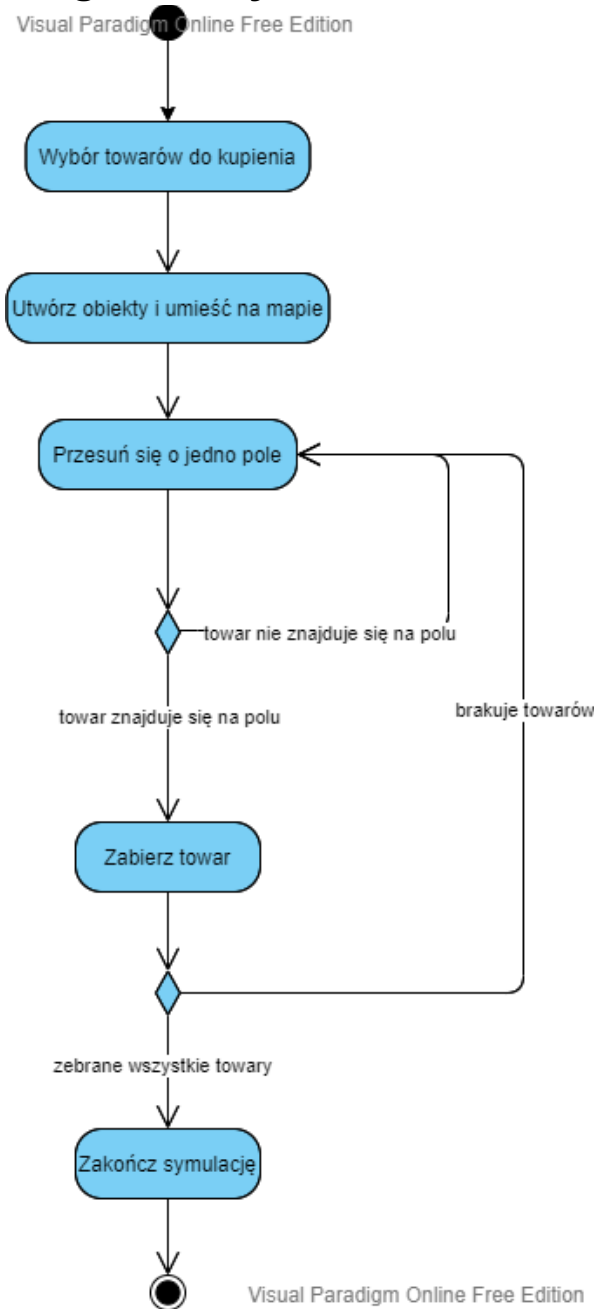 Visual Paradigm Online Free Edition
Wybór towarów do kupienia
Utwórz obiekty i umieść na mapie
Przesuń się o jedno pole
towar nie znajduje się na polu
towar znajduje się na polu
brakuje towarów
Zabierz towar
zebrane wszystkie towary
Zakończ symulację
Visual Paradigm Online Free Edition